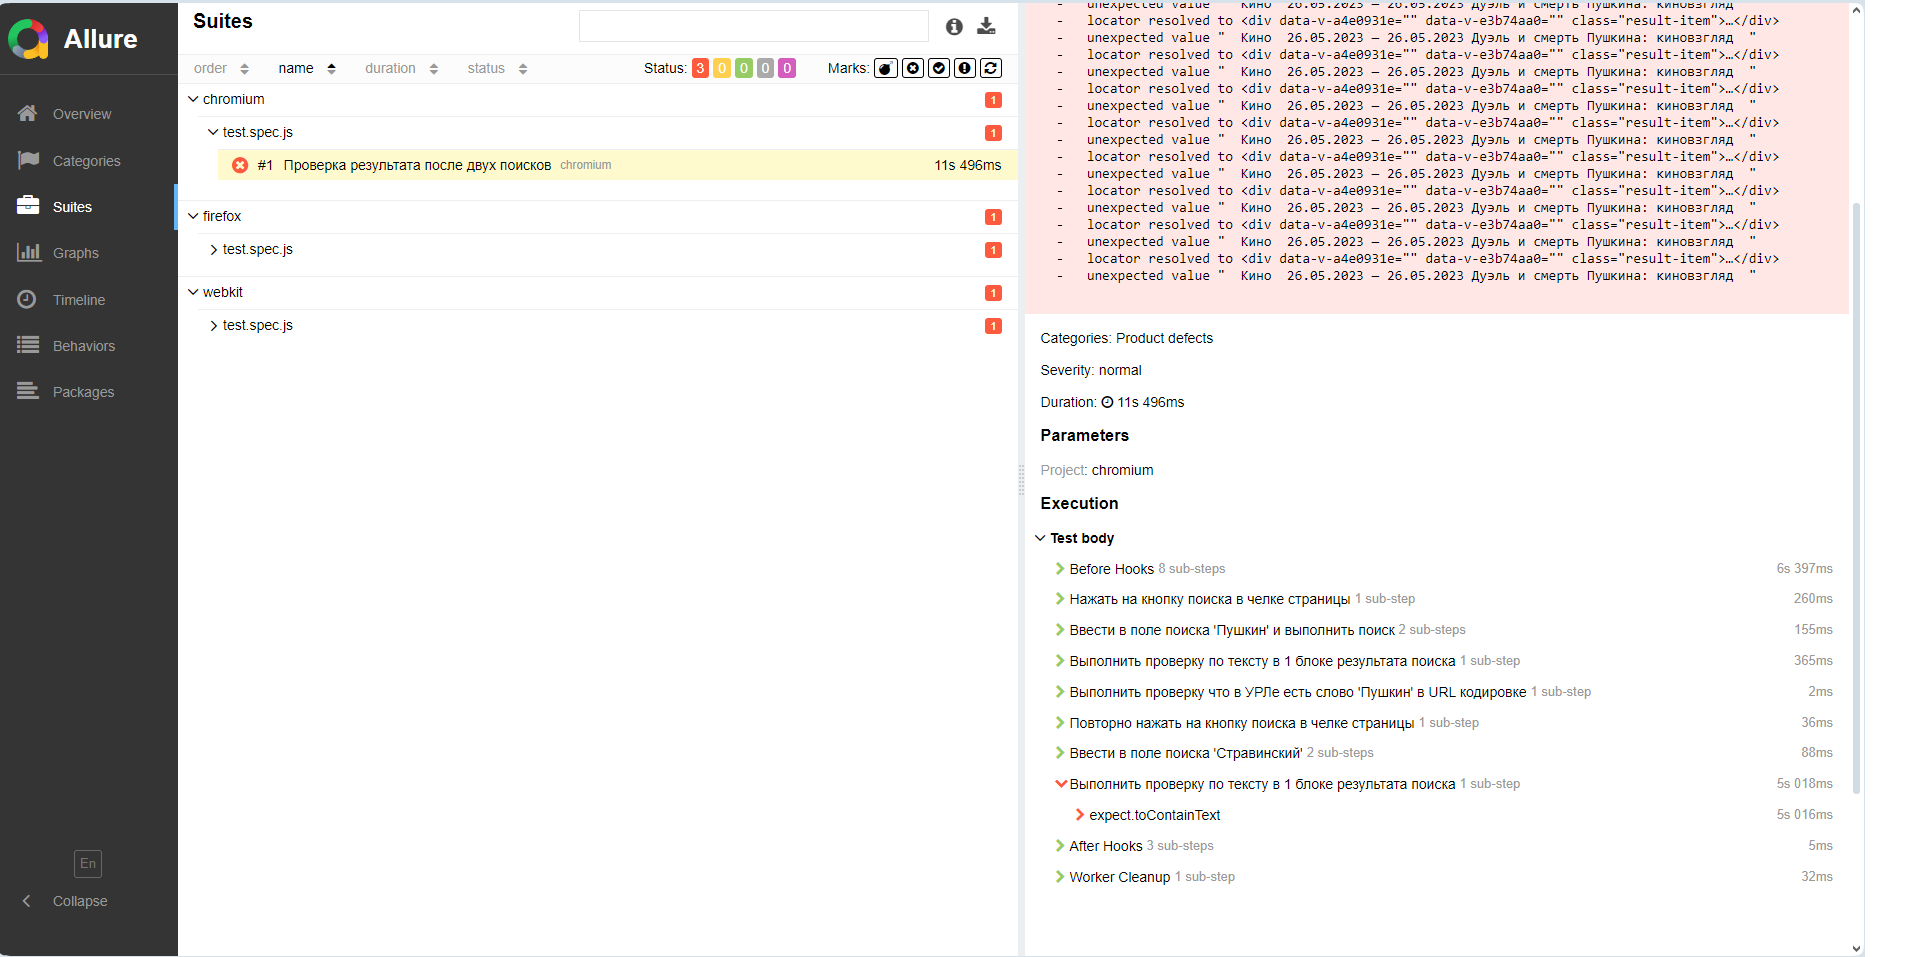 Allure
Overview
Categories
Suites
Graphs
Timeline
Behaviors
Packages
En
Collapse
Suites
order name duration status Status: 3 0 0 0 0 Marks:
chromium 1
test.spec.js 1
#1 Проверка результата после двух поисков chromium 11s 496ms
firefox 1
test.spec.js 1
webkit 1
test.spec.js 1
- unexpected value " Кино 26.05.2023 – 26.05.2023 Дуэль и смерть Пушкина: киновзгляд "
- locator resolved to <div data-v-a4e0931e="" data-v-e3b74aa0="" class="result-item">…</div>
- unexpected value " Кино 26.05.2023 – 26.05.2023 Дуэль и смерть Пушкина: киновзгляд "
- locator resolved to <div data-v-a4e0931e="" data-v-e3b74aa0="" class="result-item">…</div>
- unexpected value " Кино 26.05.2023 – 26.05.2023 Дуэль и смерть Пушкина: киновзгляд "
- locator resolved to <div data-v-a4e0931e="" data-v-e3b74aa0="" class="result-item">…</div>
- unexpected value " Кино 26.05.2023 – 26.05.2023 Дуэль и смерть Пушкина: киновзгляд "
- locator resolved to <div data-v-a4e0931e="" data-v-e3b74aa0="" class="result-item">…</div>
- unexpected value " Кино 26.05.2023 – 26.05.2023 Дуэль и смерть Пушкина: киновзгляд "
- locator resolved to <div data-v-a4e0931e="" data-v-e3b74aa0="" class="result-item">…</div>
- unexpected value " Кино 26.05.2023 – 26.05.2023 Дуэль и смерть Пушкина: киновзгляд "
- locator resolved to <div data-v-a4e0931e="" data-v-e3b74aa0="" class="result-item">…</div>
- unexpected value " Кино 26.05.2023 – 26.05.2023 Дуэль и смерть Пушкина: киновзгляд "
- locator resolved to <div data-v-a4e0931e="" data-v-e3b74aa0="" class="result-item">…</div>
- unexpected value " Кино 26.05.2023 – 26.05.2023 Дуэль и смерть Пушкина: киновзгляд "
- locator resolved to <div data-v-a4e0931e="" data-v-e3b74aa0="" class="result-item">…</div>
- unexpected value " Кино 26.05.2023 – 26.05.2023 Дуэль и смерть Пушкина: киновзгляд "
Categories: Product defects
Severity: normal
Duration: 11s 496ms
Parameters
Project: chromium
Execution
Test body
Before Hooks 8 sub-steps 6s 397ms
Нажать на кнопку поиска в челке страницы 1 sub-step 260ms
Ввести в поле поиска 'Пушкин' и выполнить поиск 2 sub-steps 155ms
Выполнить проверку по тексту в 1 блоке результата поиска 1 sub-step 365ms
Выполнить проверку что в УРЛе есть слово 'Пушкин' в URL кодировке 1 sub-step 2ms
Повторно нажать на кнопку поиска в челке страницы 1 sub-step 36ms
Ввести в поле поиска 'Стравинский' 2 sub-steps 88ms
Выполнить проверку по тексту в 1 блоке результата поиска 1 sub-step 5s 018ms
expect.toContainText 5s 016ms
After Hooks 3 sub-steps 5ms
Worker Cleanup 1 sub-step 32ms